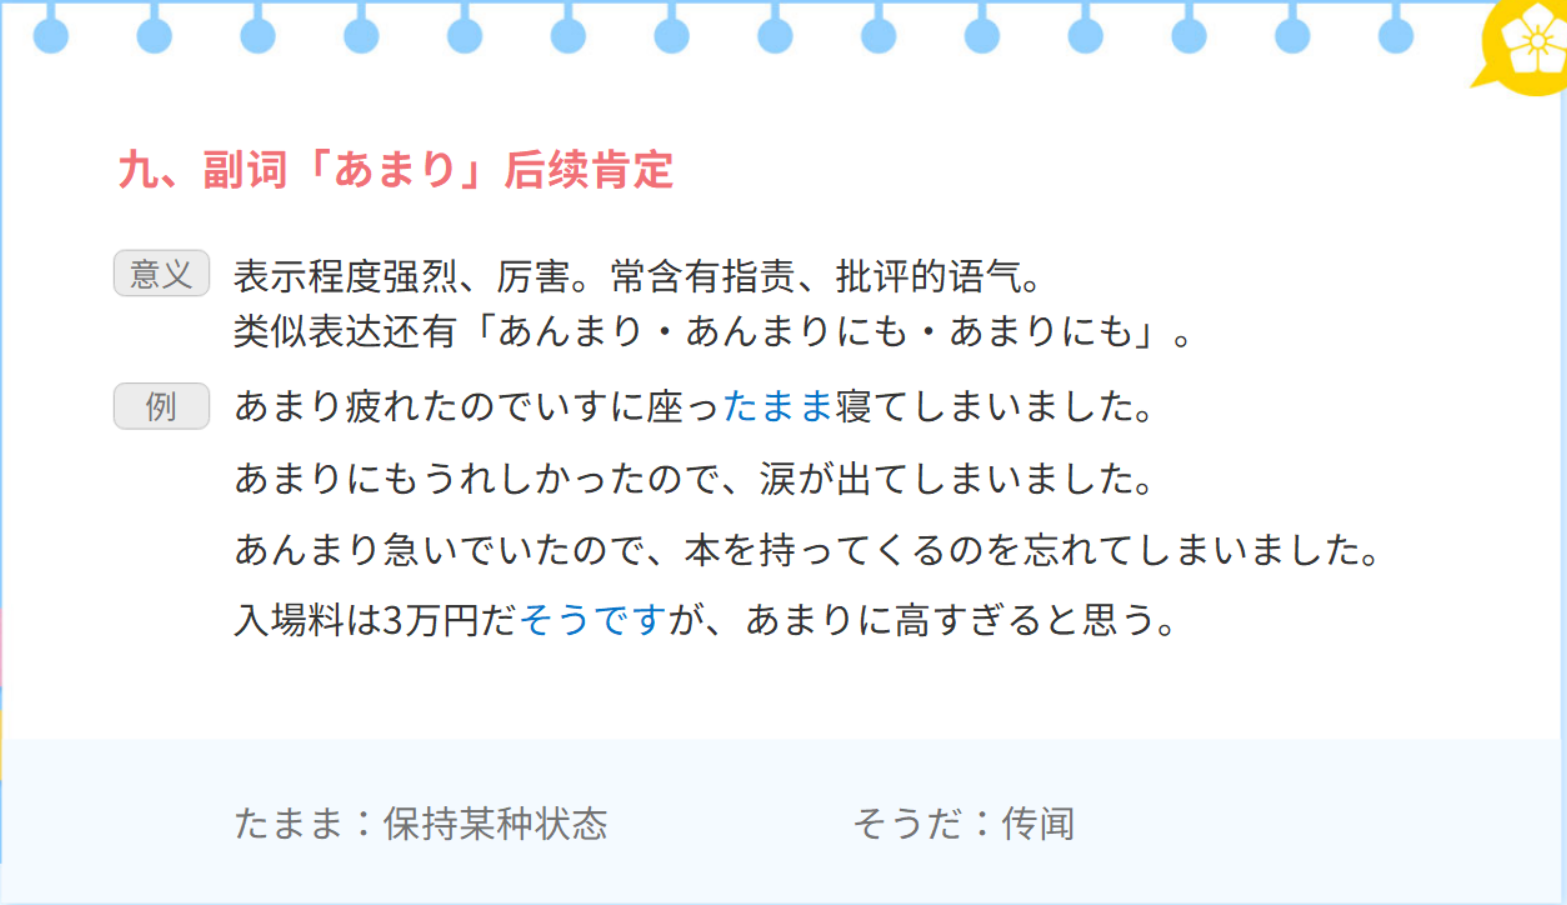 九、副词「あまり」后续肯定
意义 表示程度强烈、厉害。常含有指责、批评的语气。
类似表达还有「あんまり・あんまりにも・あまりにも」。
例 あまり疲れたのでいすに座ったまま寝てしまいました。
あまりにもうれしかったので、涙が出てしまいました。
あんまり急いでいたので、本を持ってくるのを忘れてしまいました。
入場料は3万円だそうですが、あまりに高すぎると思う。
たまま：保持某种状态 そうだ：传闻